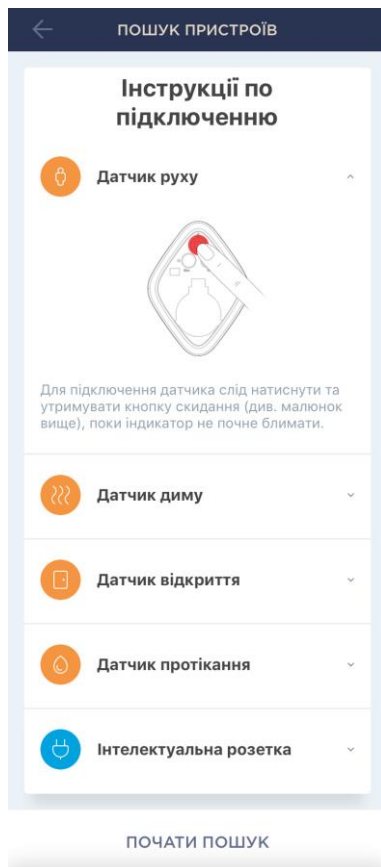 ПОШУК ПРИСТРОЇВ
Інструкції по
підключенню
Датчик руху
Для підключення датчика слід натиснути та
утримувати кнопку скидання (див. малюнок
вище), поки індикатор не почне блимати.
Датчик диму
Датчик відкриття
Датчик протікання
Інтелектуальна розетка
ПОЧАТИ ПОШУК